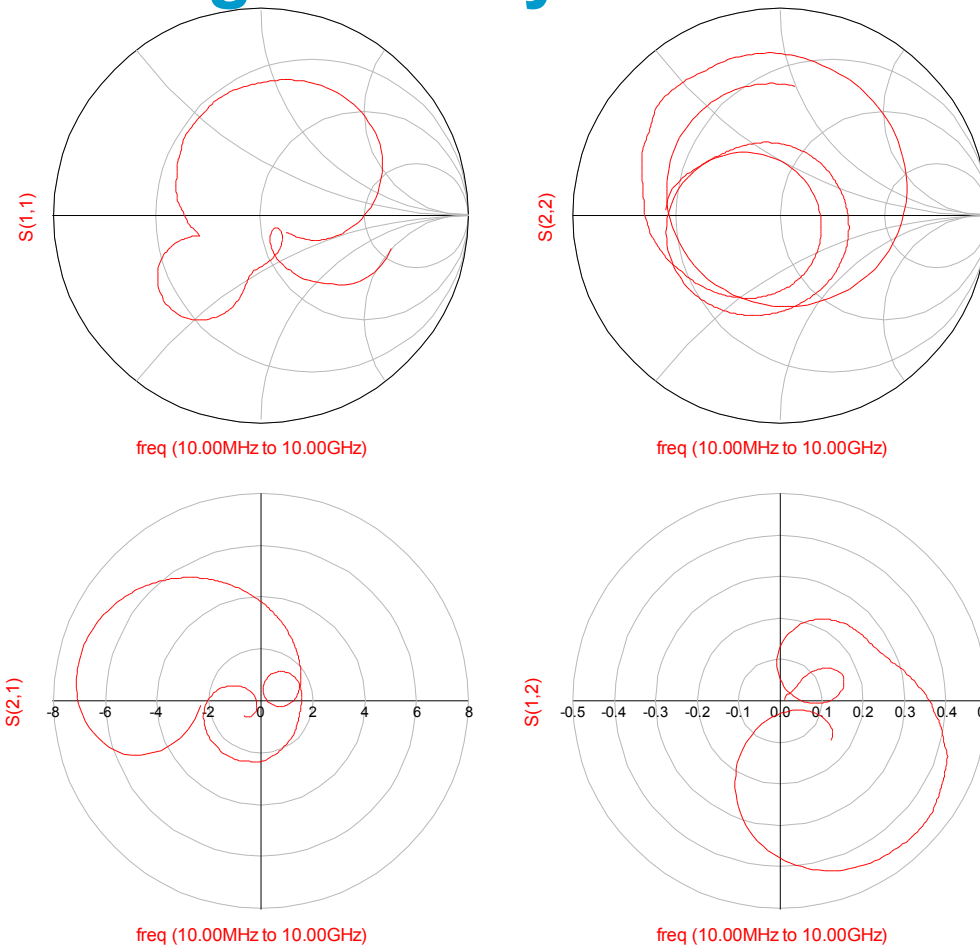 S(1,1)
freq (10.00MHz to 10.00GHz)
S(2,2)
freq (10.00MHz to 10.00GHz)
S(2,1)
-8 -6 -4 -2 0 2 4 6 8
freq (10.00MHz to 10.00GHz)
S(1,2)
-0.5 -0.4 -0.3 -0.2 -0.1 0.0 0.1 0.2 0.3 0.4
freq (10.00MHz to 10.00GHz)